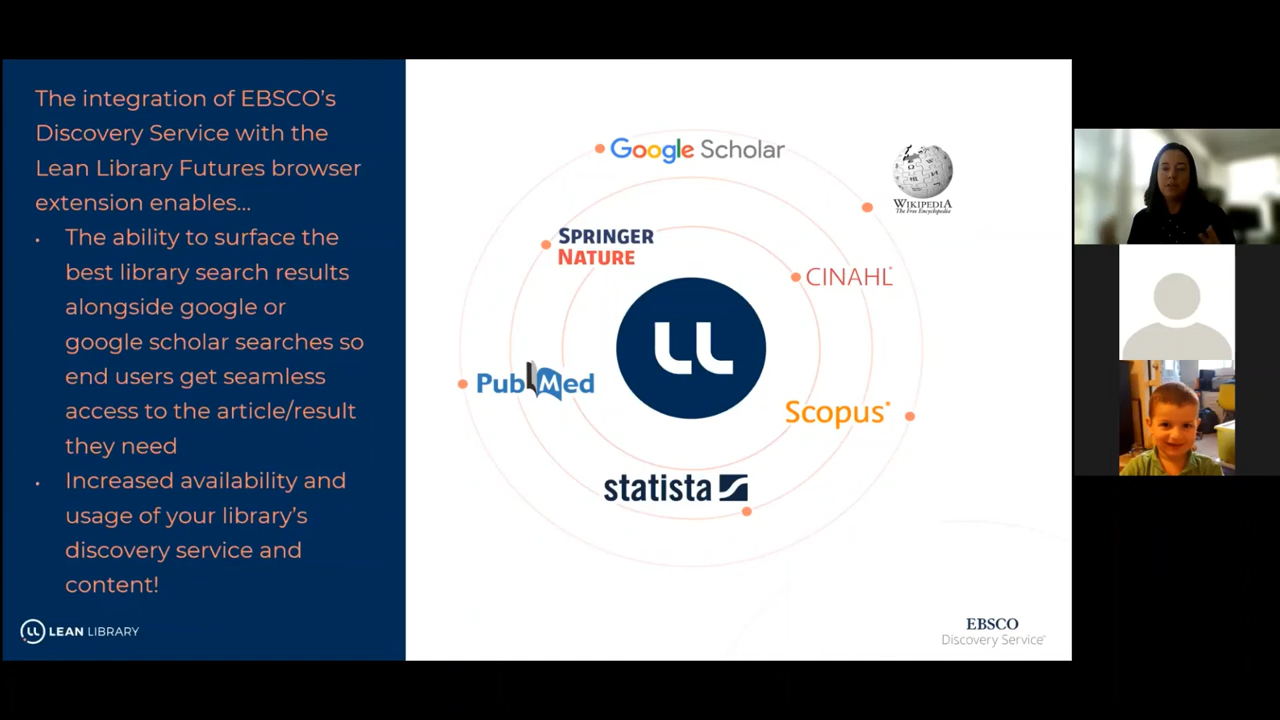 The integration of EBSCO's
Discovery Service with the
Lean Library Futures browser
extension enables...
• The ability to surface the
best library search results
alongside google or
google scholar searches so
end users get seamless
access to the article/result
they need
• Increased availability and
usage of your library's
discovery service and
content!
LL LEAN LIBRARY
Google Scholar
WIKIPEDIA
The Free Encyclopedia
SPRINGER
NATURE
CINAHL
LL
PubMed
Scopus®
statista
EBSCO
Discovery Service